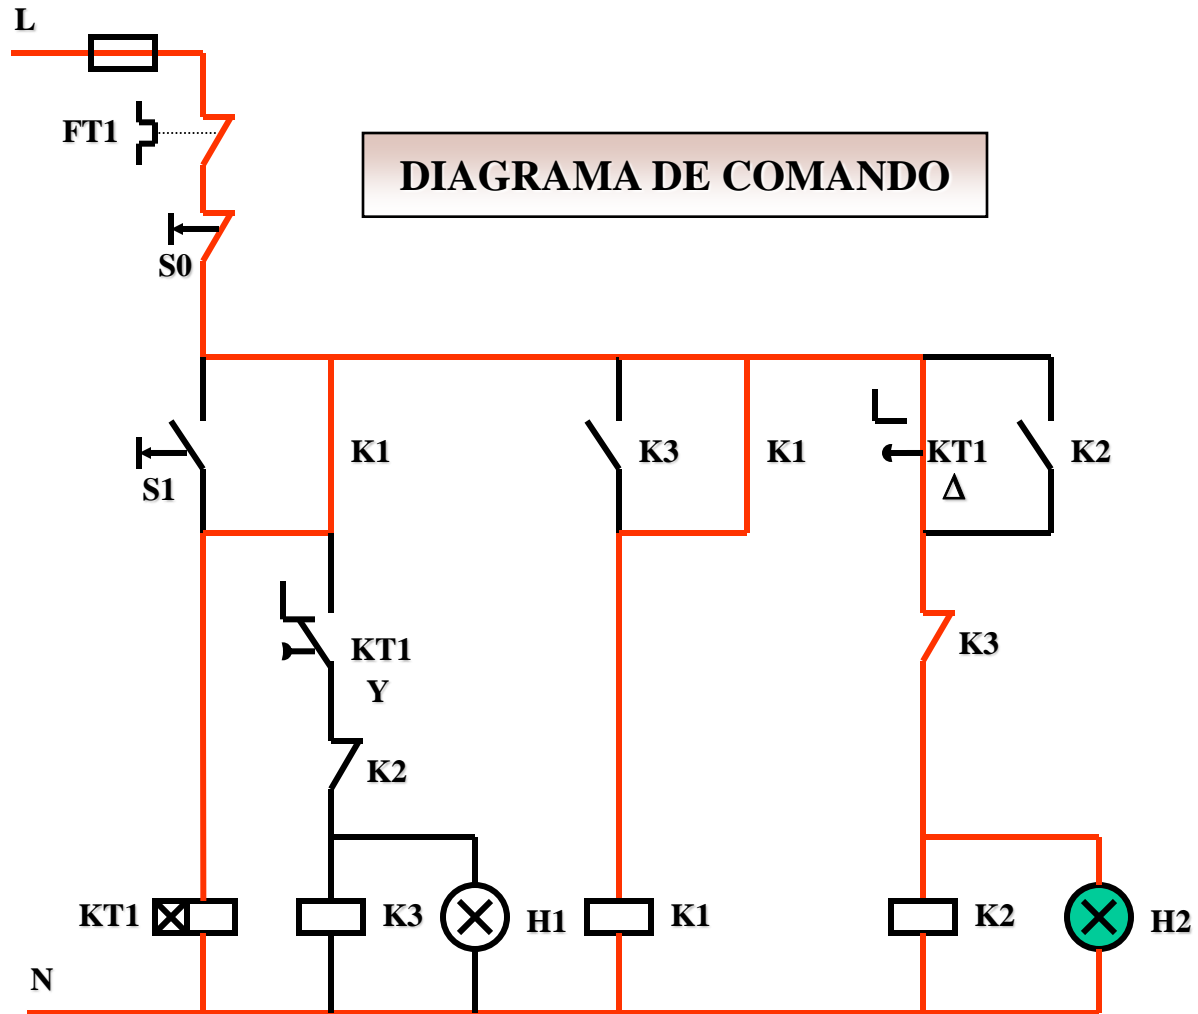 L
FT1
DIAGRAMA DE COMANDO
S0
S1
K1
K3
K1
KT1
Δ
K2
KT1
Y
K3
K2
KT1
K3
H1
K1
K2
H2
N